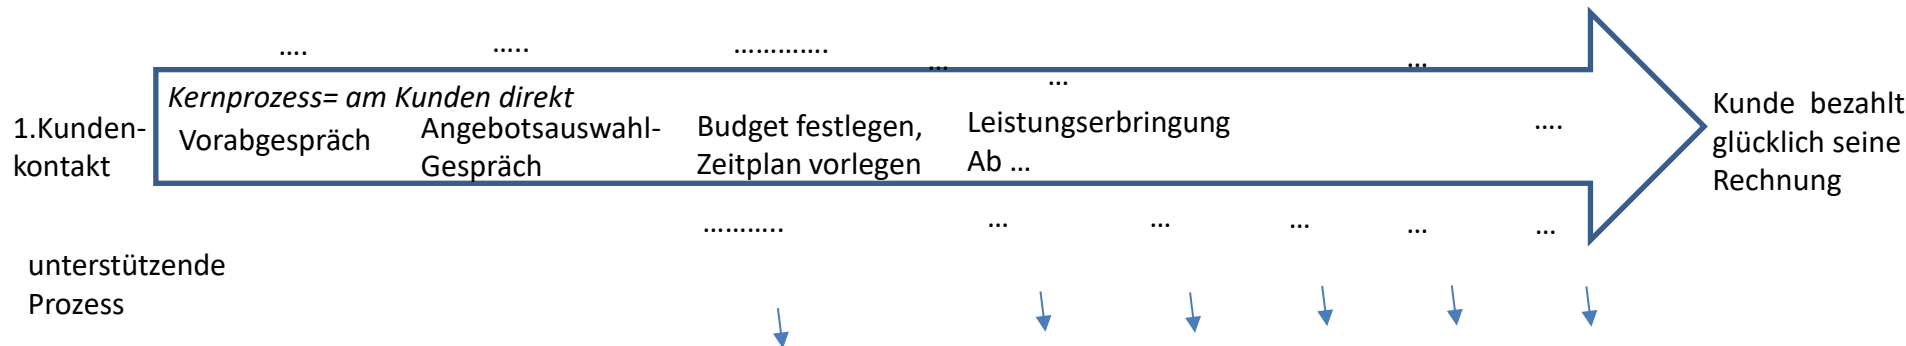 …. ….. ………….
… … …
Kernprozess= am Kunden direkt
1.Kunden-
kontakt
Vorabgespräch
Angebotsauswahl-
Gespräch
Budget festlegen,
Zeitplan vorlegen
Leistungserbringung
Ab …
….
Kunde bezahlt
glücklich seine
Rechnung
……….. … … … … …
unterstützende
Prozess